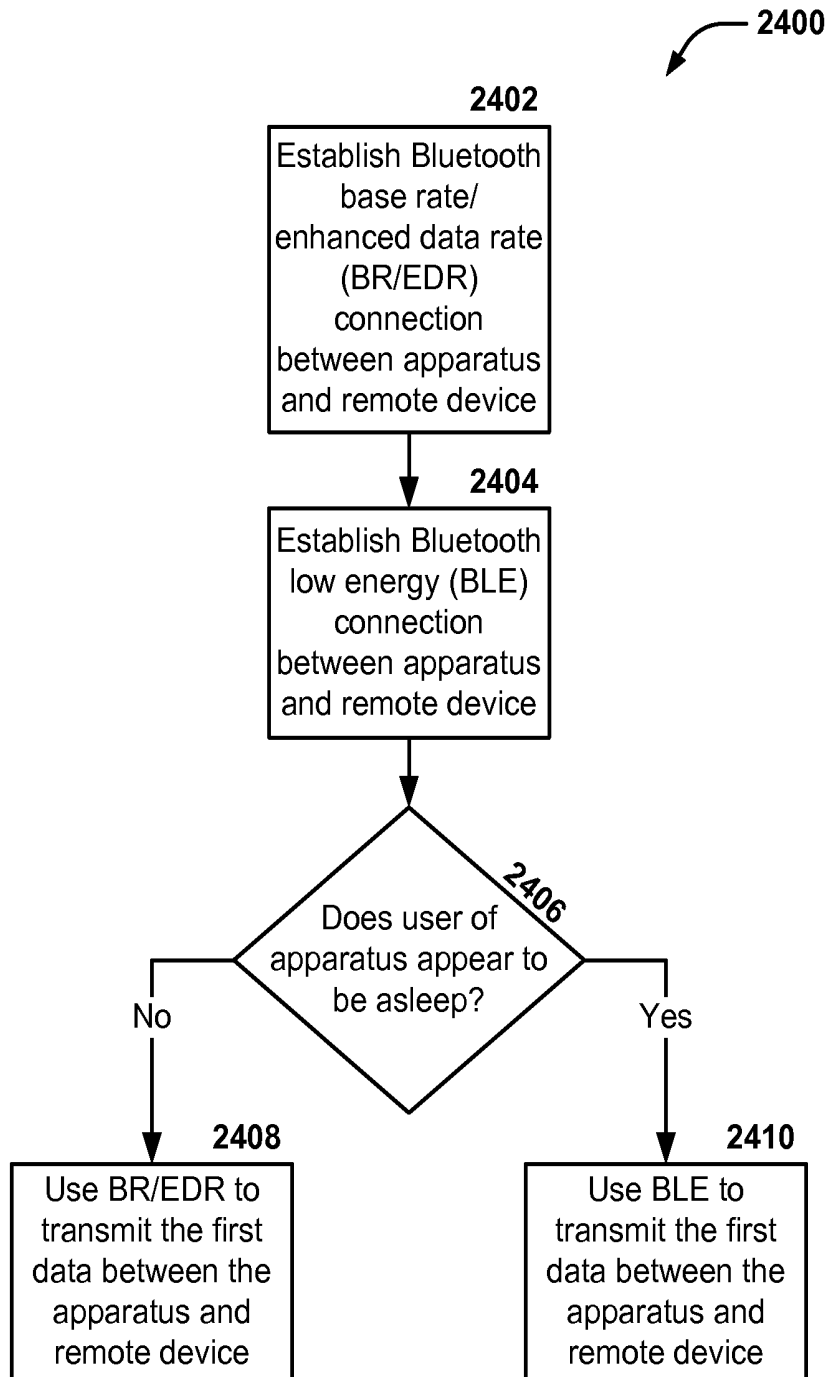 2400
2402
Establish Bluetooth
base rate/
enhanced data rate
(BR/EDR)
connection
between apparatus
and remote device
2404
Establish Bluetooth
low energy (BLE)
connection
between apparatus
and remote device
2406
Does user of
apparatus appear to
be asleep?
No
Yes
2408
Use BR/EDR to
transmit the first
data between the
apparatus and
remote device
2410
Use BLE to
transmit the first
data between the
apparatus and
remote device